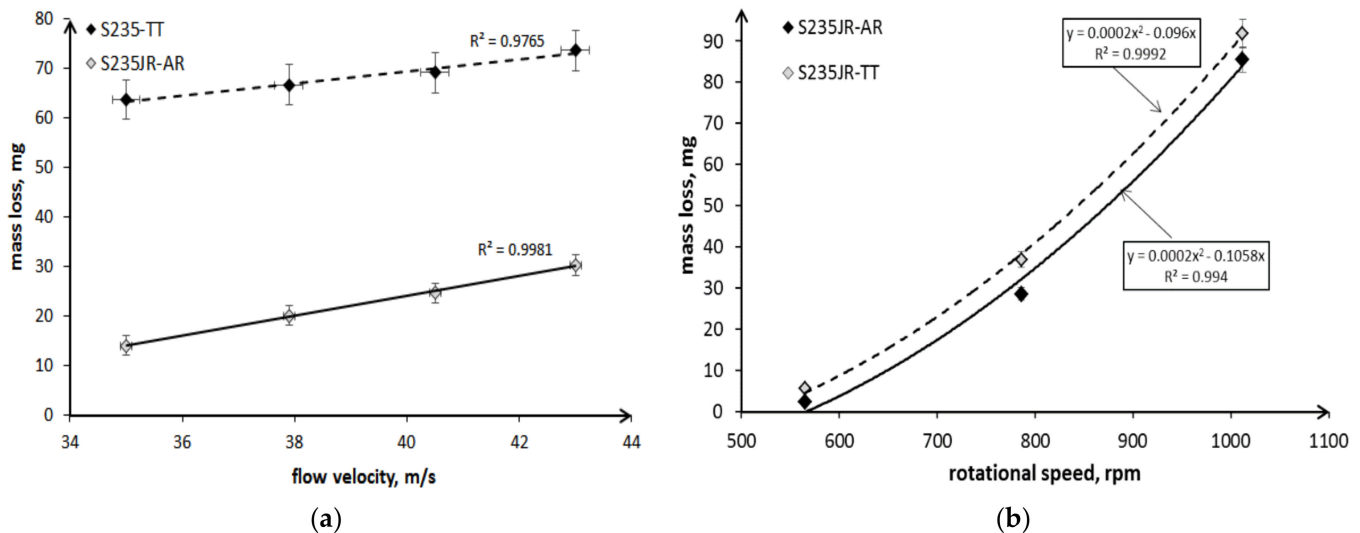 S235-TT
S235JR-AR
R² = 0.9765
R² = 0.9981
mass loss, mg
80
70
60
50
40
30
20
10
0
34
36
38
40
42
44
flow velocity, m/s
(a)
S235JR-AR
S235JR-TT
y = 0.0002x² - 0.096x
R² = 0.9992
y = 0.0002x² - 0.1058x
R² = 0.994
mass loss, mg
90
80
70
60
50
40
30
20
10
0
500
600
700
800
900
1000
1100
rotational speed, rpm
(b)